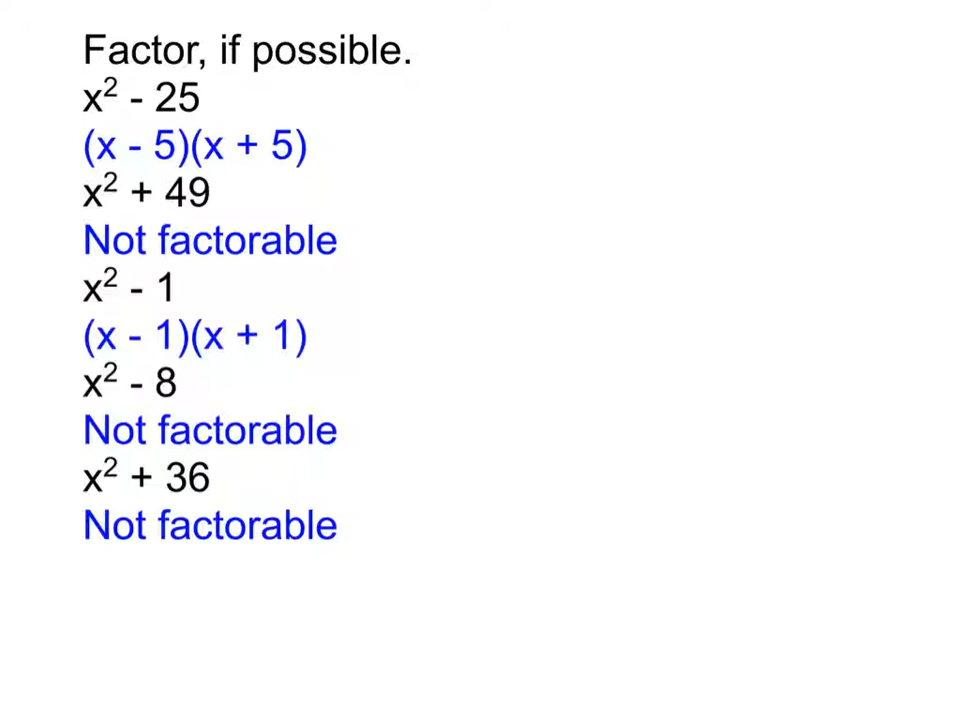 Factor, if possible.
x² - 25
(x - 5)(x + 5)
x² + 49
Not factorable
x² - 1
(x - 1)(x + 1)
x² - 8
Not factorable
x² + 36
Not factorable